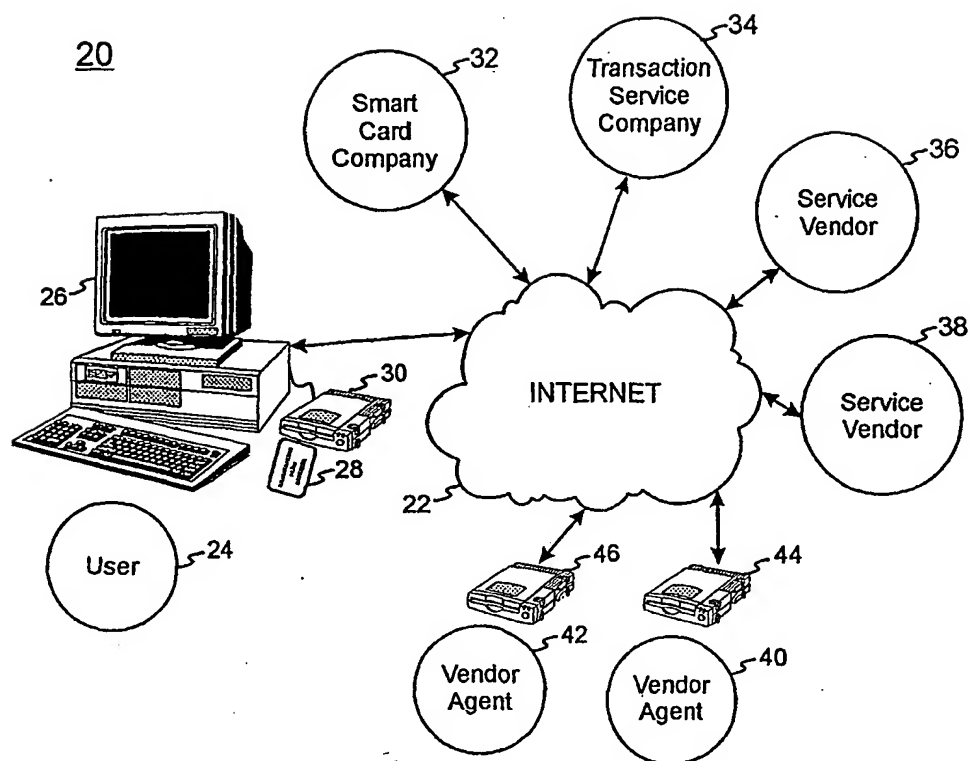 20
32
Smart
Card
Company
34
Transaction
Service
Company
36
Service
Vendor
26
30
28
INTERNET
22
38
Service
Vendor
User
24
46
44
42
Vendor
Agent
40
Vendor
Agent